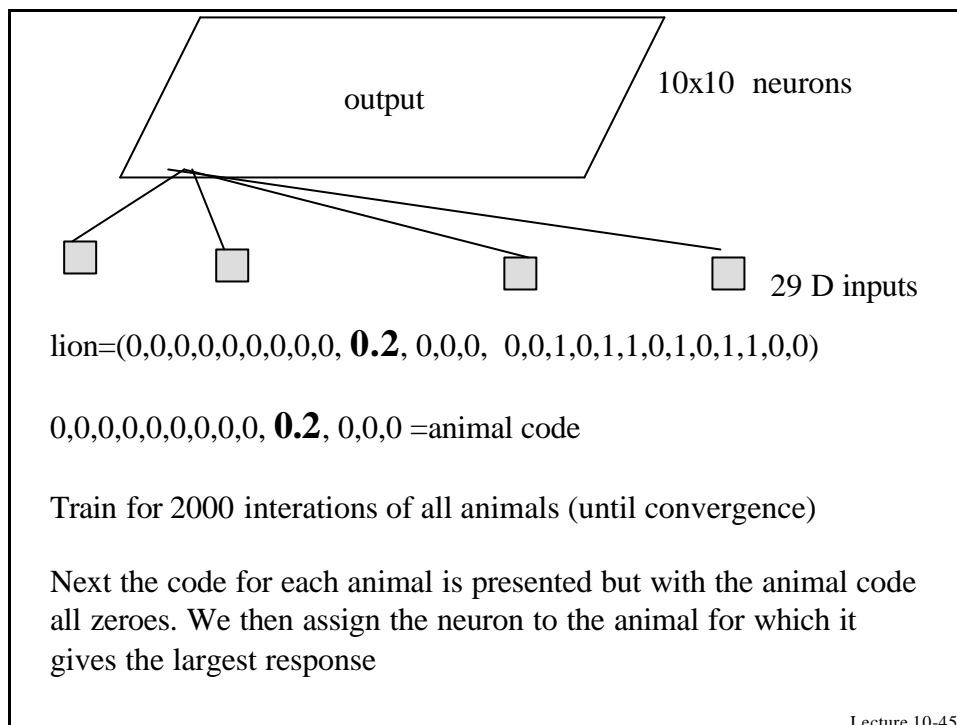 output
10x10 neurons
29 D inputs
lion=(0,0,0,0,0,0,0,0,0, 0.2, 0,0,0, 0,0,1,0,1,1,0,1,0,1,1,0,0)
0,0,0,0,0,0,0,0,0, 0.2, 0,0,0 =animal code
Train for 2000 interations of all animals (until convergence)
Next the code for each animal is presented but with the animal code
all zeroes. We then assign the neuron to the animal for which it
gives the largest response
Lecture 10-45